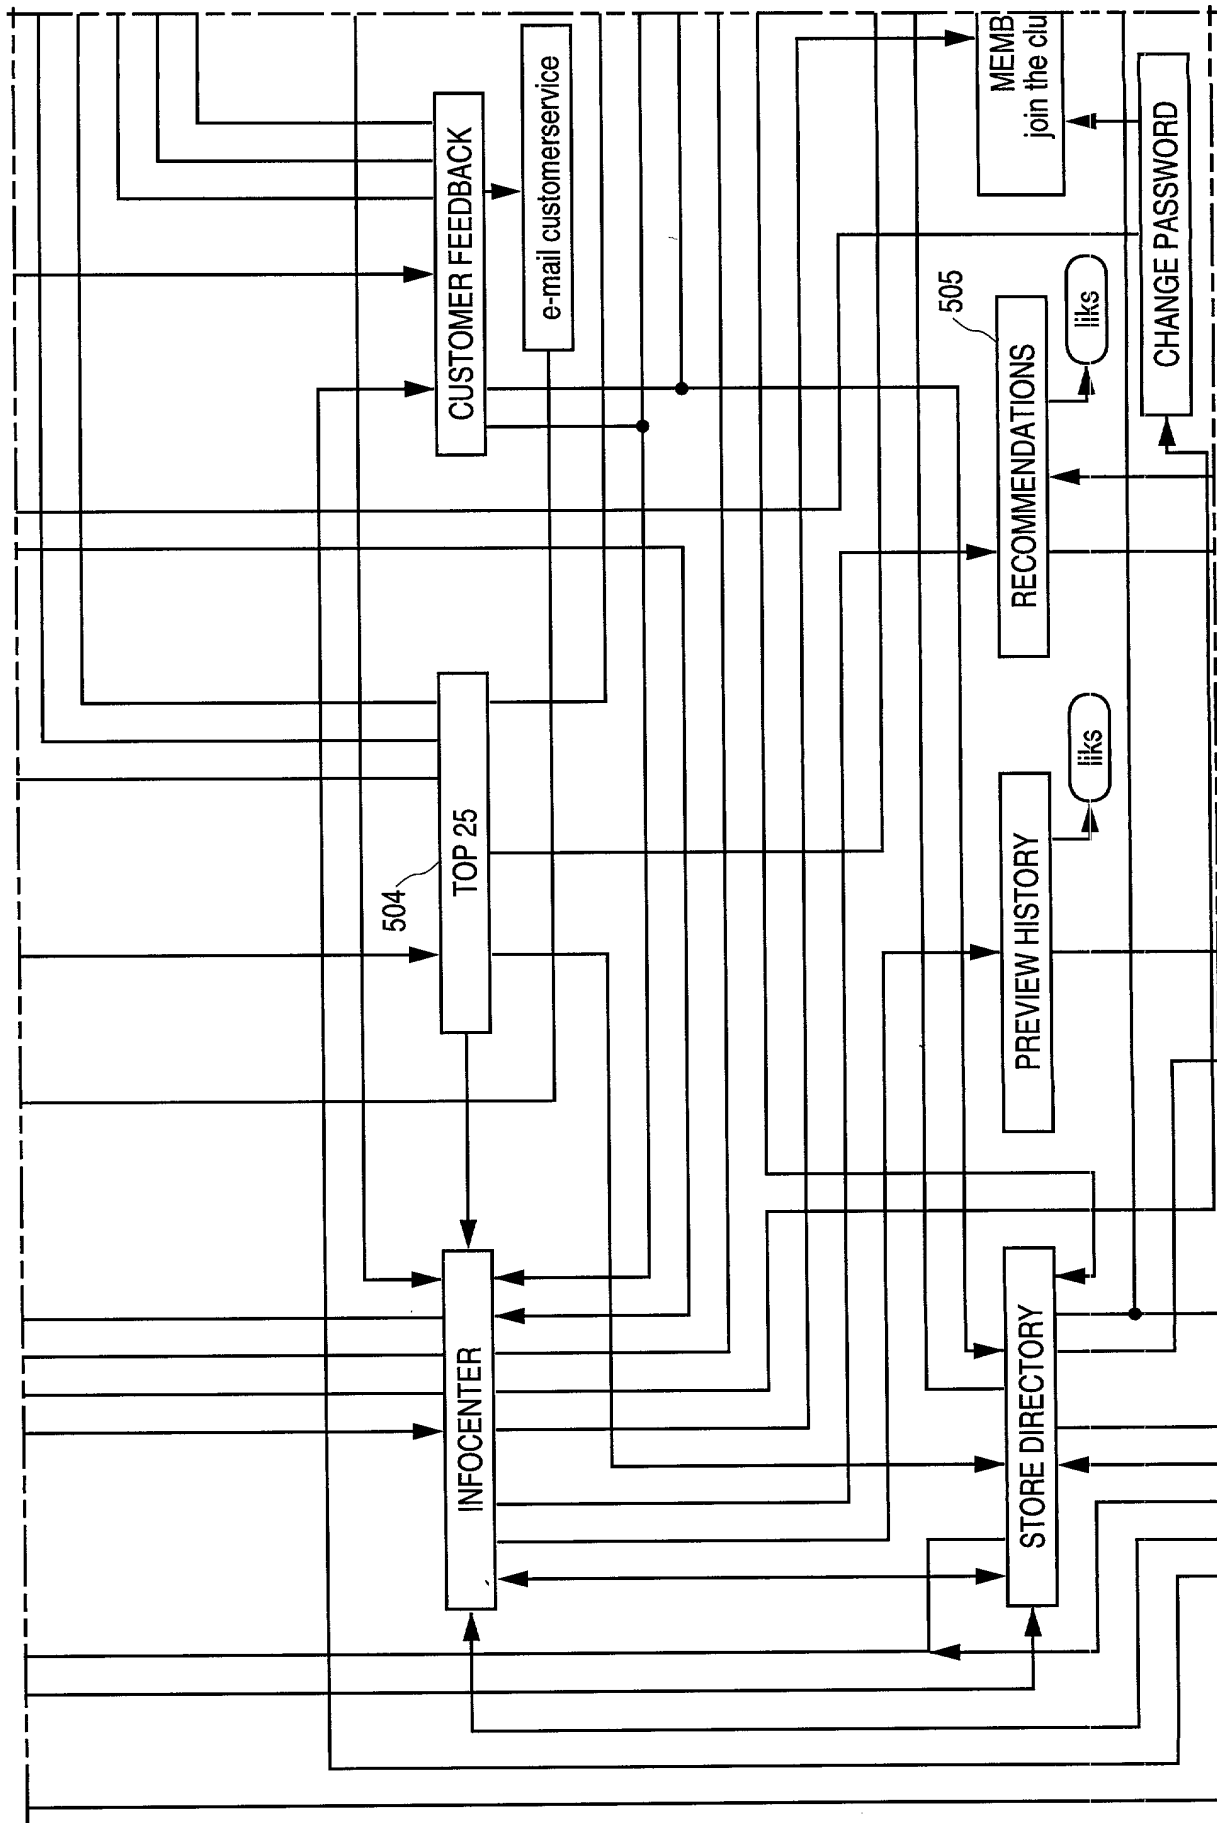 504
INFOCENTER
TOP 25
CUSTOMER FEEDBACK
e-mail customerservice
505
STORE DIRECTORY
PREVIEW HISTORY
RECOMMENDATIONS
MEMB
join the clu
liks
liks
CHANGE PASSWORD